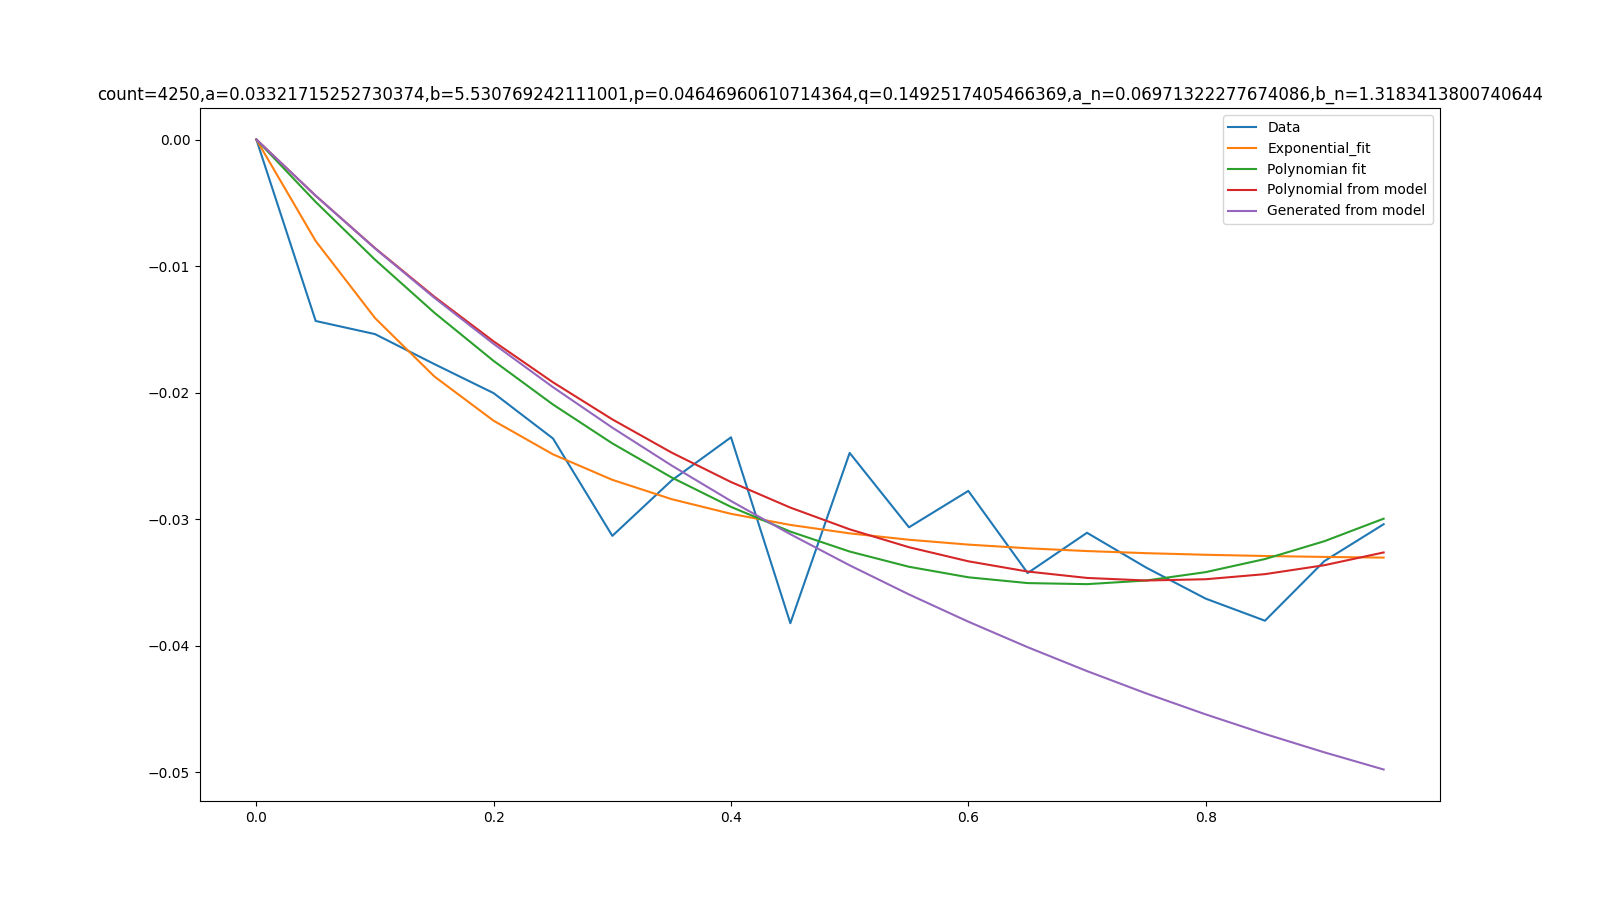 count=4250,a=0.03321715252730374,b=5.530769242111001,p=0.04646960610714364,q=0.1492517405466369,a_n=0.06971322277674086,b_n=1.3183413800740644
Data
Exponential_fit
Polynomian fit
Polynomial from model
Generated from model
0.00
−0.01
−0.02
−0.03
−0.04
−0.05
0.0 0.2 0.4 0.6 0.8